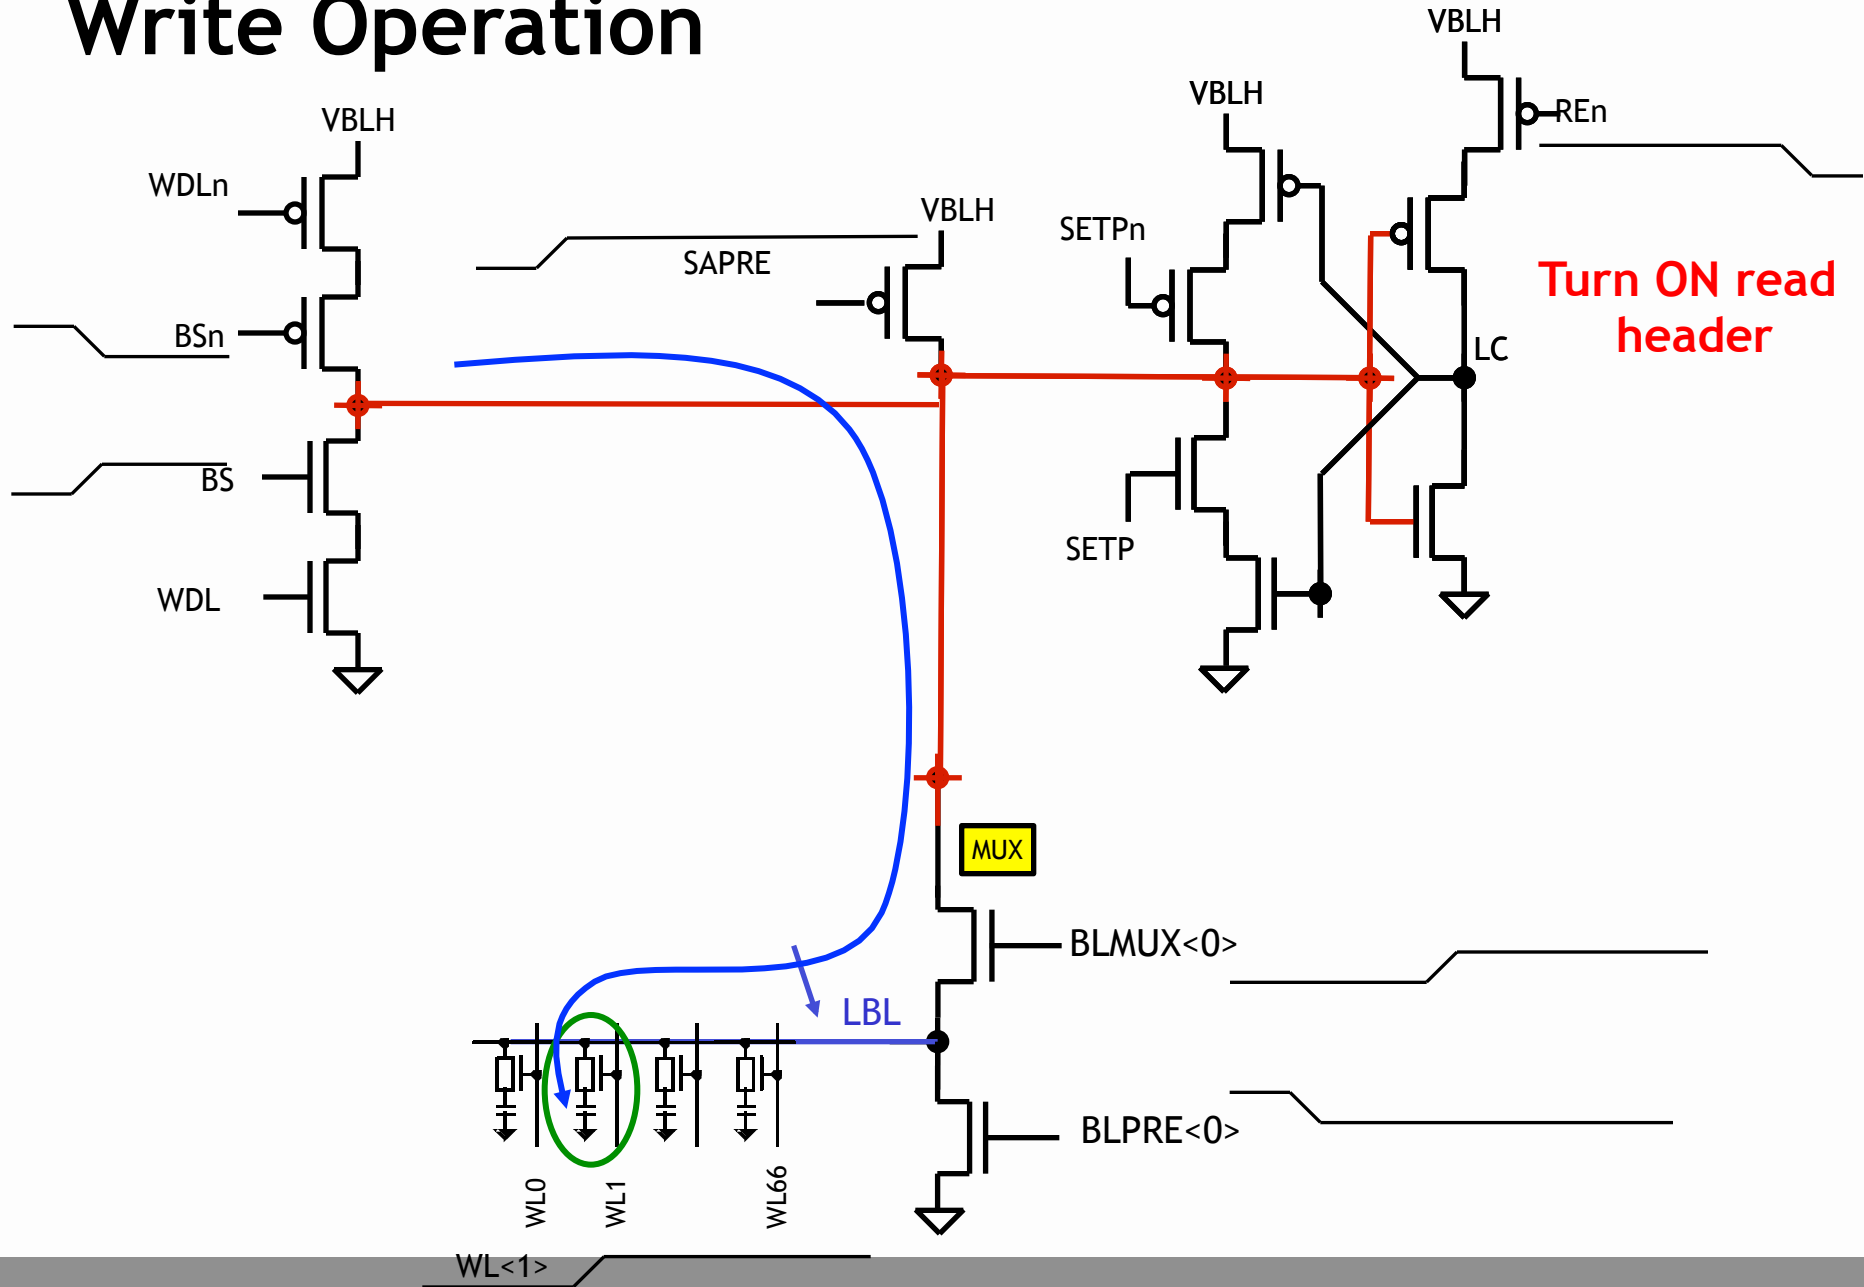 Write Operation
VBLH
VBLH
VBLH
REn
WDLn
VBLH
SETPn
SAPRE
Turn ON read
header
BSn
LC
BS
SETP
WDL
MUX
BLMUX<0>
LBL
BLPRE<0>
WL0
WL1
WL66
WL<1>